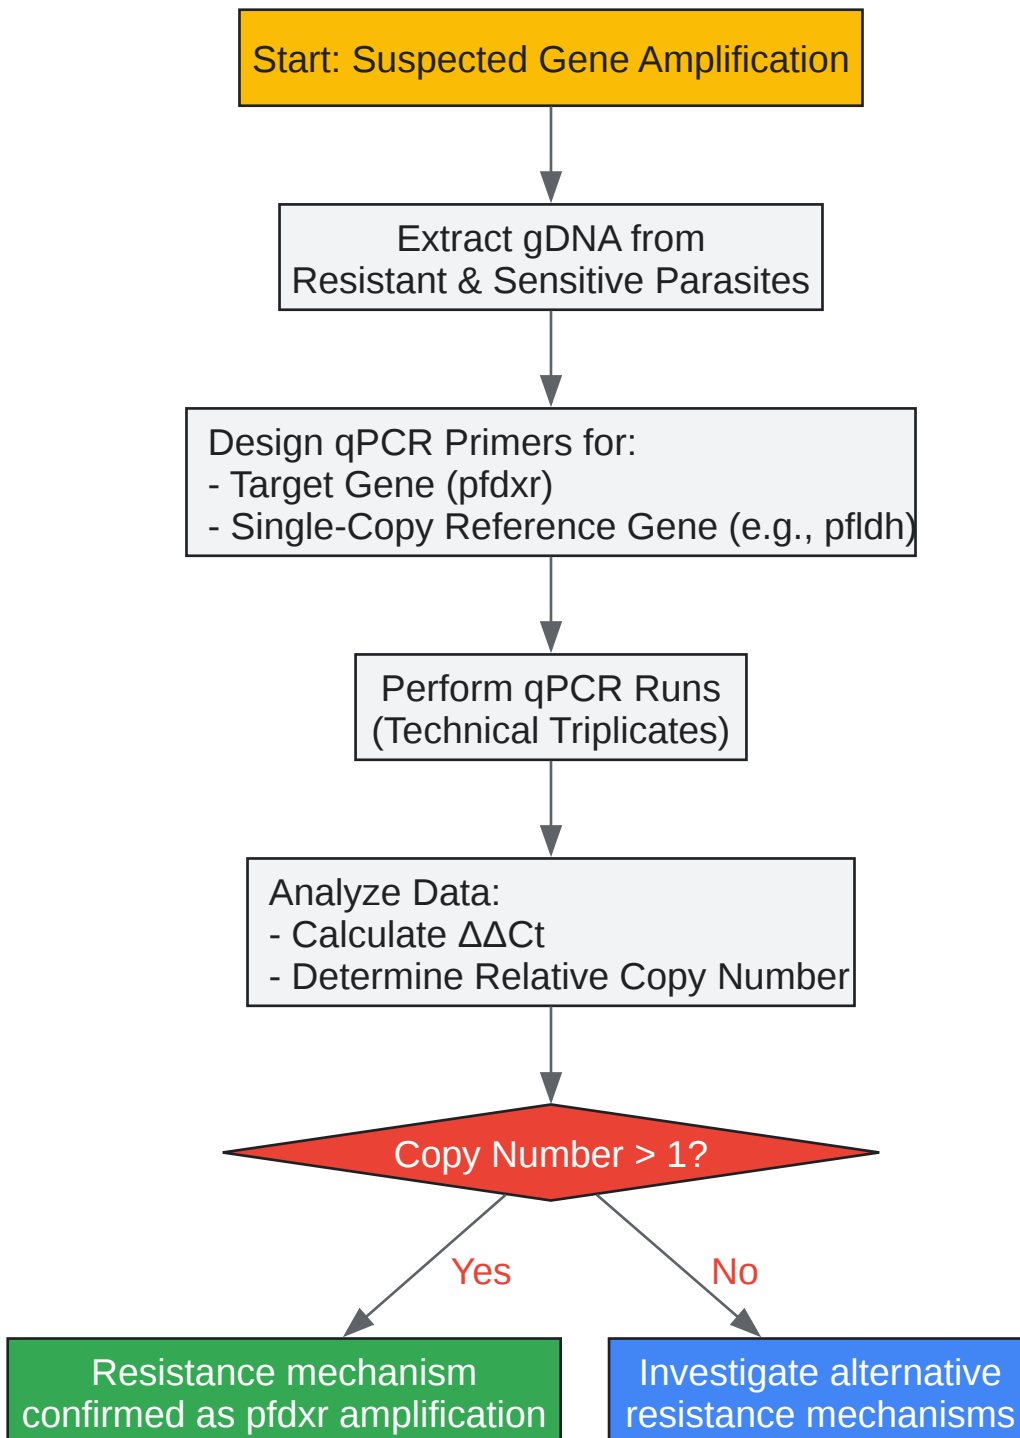 Start: Suspected Gene Amplification
Extract gDNA from
Resistant & Sensitive Parasites
Design qPCR Primers for:
- Target Gene (pfdxr)
- Single-Copy Reference Gene (e.g., pfldh)
Perform qPCR Runs
(Technical Triplicates)
Analyze Data:
- Calculate ΔΔCt
- Determine Relative Copy Number
Copy Number > 1?
Yes
No
Resistance mechanism
confirmed as pfdxr amplification
Investigate alternative
resistance mechanisms